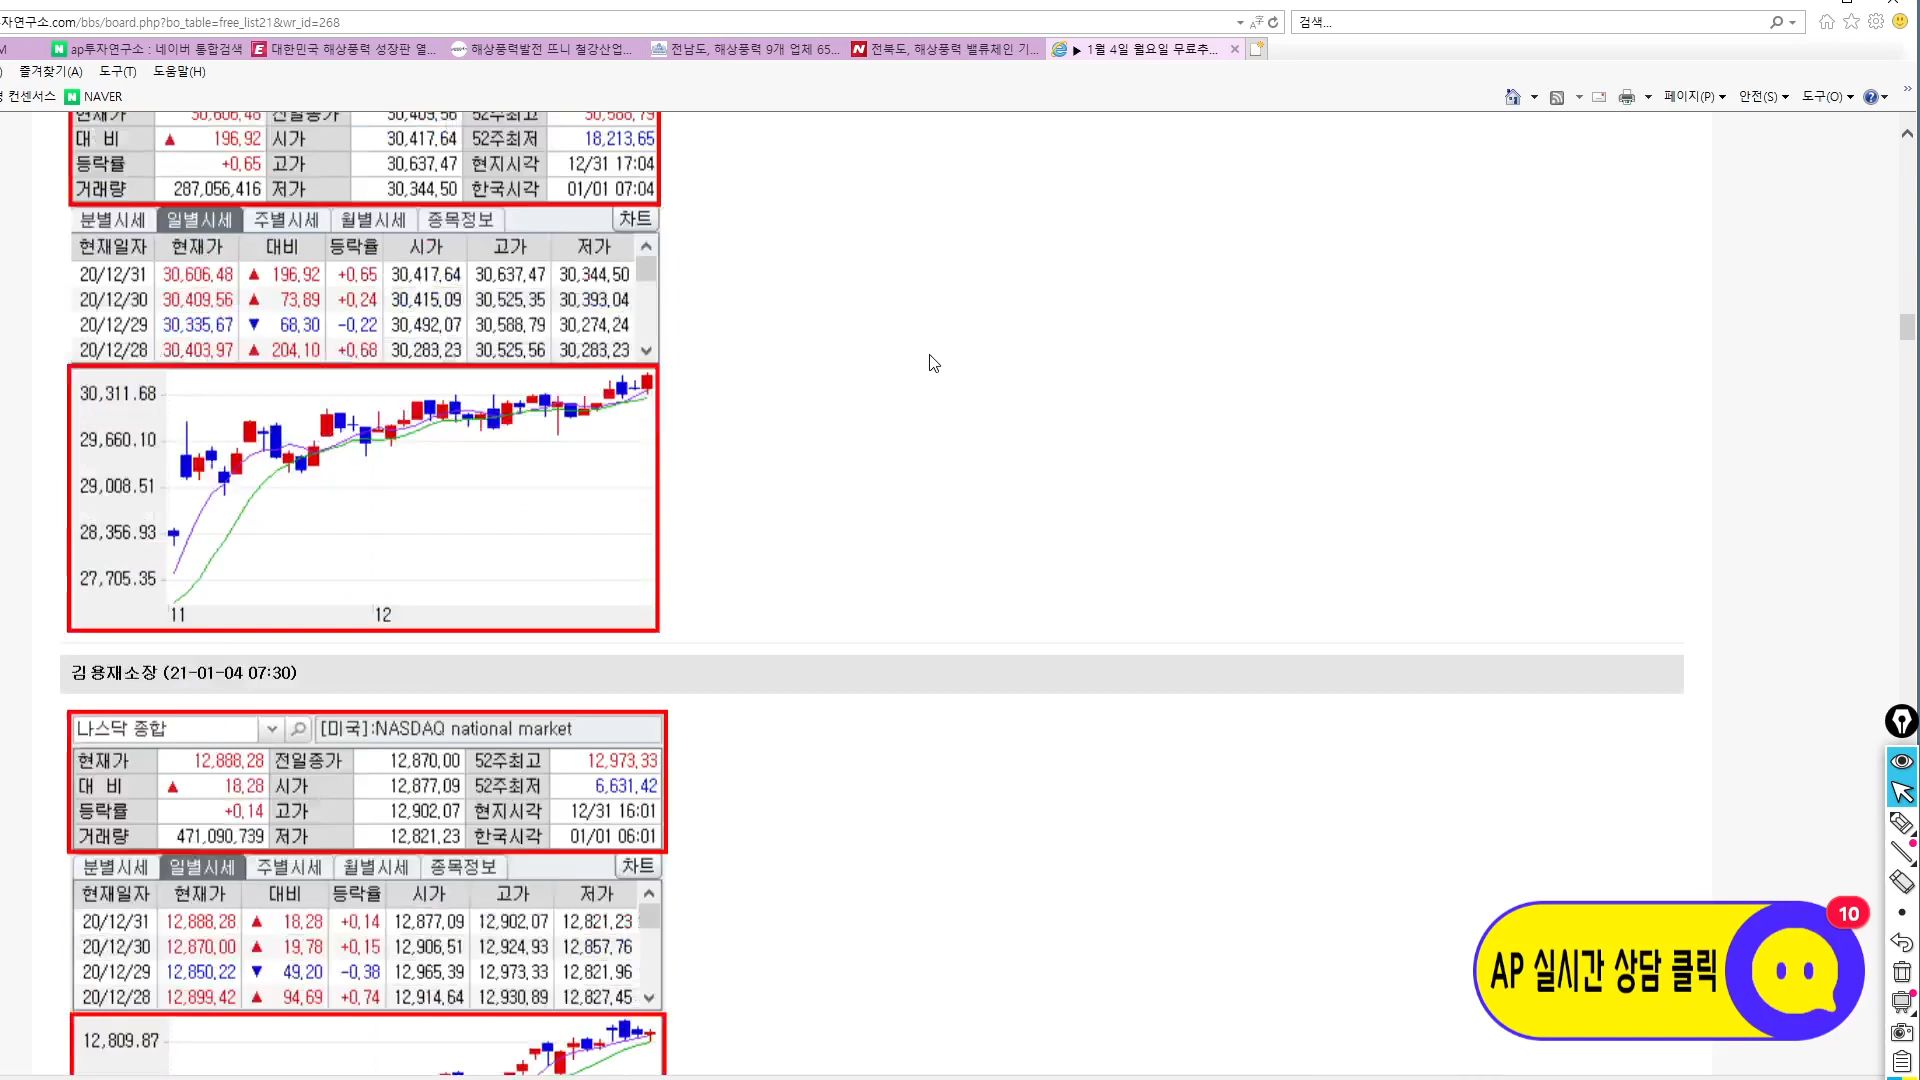 자연구소.com/bbs/board.php?bo_table=free_list21&wr_id=268
검색...
ap투자연구소 : 네이버 통합검색
대한민국 해상풍력 성장판 열...
해상풍력발전 뜨니 철강산업...
전남도, 해상풍력 9개 업체 65...
전북도, 해상풍력 밸류체인 기...
▶ 1월 4일 월요일 무료추...
즐겨찾기(A) 도구(T) 도움말(H)
컨센서스 NAVER
페이지(P) 안전(S) 도구(O)
현재가 30,606,48 전일종가 30,409,56 52주최고 30,588,79
대 비 ▲ 196,92 시가 30,417,64 52주최저 18,213,65
등락률 +0,65 고가 30,637,47 현지시각 12/31 17:04
거래량 287,056,416 저가 30,344,50 한국시각 01/01 07:04
분별시세 일별시세 주별시세 월별시세 종목정보 차트
현재일자 현재가 대비 등락율 시가 고가 저가
20/12/31 30,606,48 ▲ 196,92 +0,65 30,417,64 30,637,47 30,344,50
20/12/30 30,409,56 ▲ 73,89 +0,24 30,415,09 30,525,35 30,393,04
20/12/29 30,335,67 ▼ 68,30 -0,22 30,492,07 30,588,79 30,274,24
20/12/28 30,403,97 ▲ 204,10 +0,68 30,283,23 30,525,56 30,283,23
30,311.68
29,660.10
29,008.51
28,356.93
27,705.35
11 12
김용재소장 (21-01-04 07:30)
나스닥 종합 [미국]:NASDAQ national market
현재가 12,888,28 전일종가 12,870,00 52주최고 12,973,33
대 비 ▲ 18,28 시가 12,877,09 52주최저 6,631,42
등락률 +0,14 고가 12,902,07 현지시각 12/31 16:01
거래량 471,090,739 저가 12,821,23 한국시각 01/01 06:01
분별시세 일별시세 주별시세 월별시세 종목정보 차트
현재일자 현재가 대비 등락율 시가 고가 저가
20/12/31 12,888,28 ▲ 18,28 +0,14 12,877,09 12,902,07 12,821,23
20/12/30 12,870,00 ▲ 19,78 +0,15 12,906,51 12,924,93 12,857,76
20/12/29 12,850,22 ▼ 49,20 -0,38 12,965,39 12,973,33 12,821,96
20/12/28 12,899,42 ▲ 94,69 +0,74 12,914,64 12,930,89 12,827,45
12,809.87
AP 실시간 상담 클릭
10